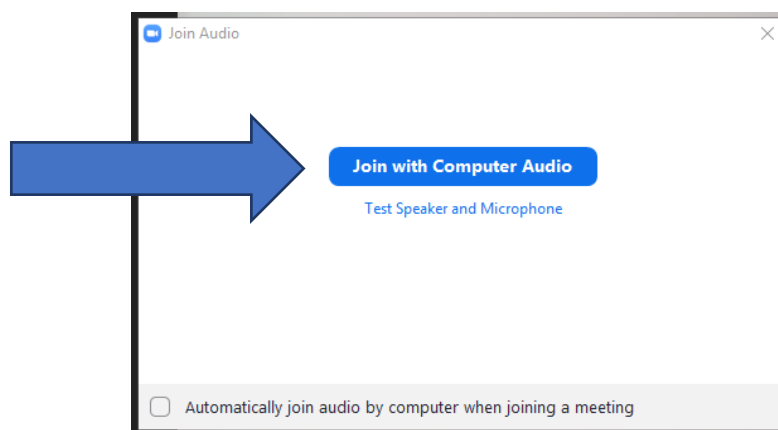 Join Audio
Join with Computer Audio
Test Speaker and Microphone
Automatically join audio by computer when joining a meeting